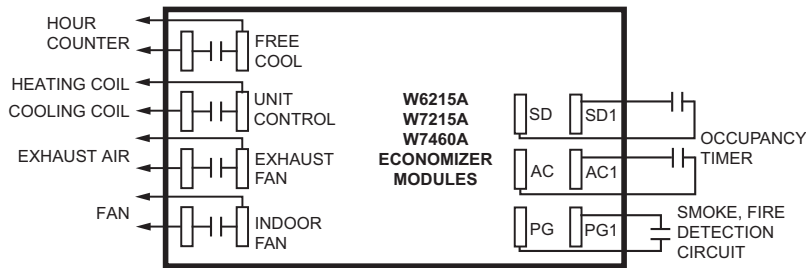 HOUR
COUNTER
FREE
COOL
HEATING COIL
COOLING COIL
UNIT
CONTROL
EXHAUST AIR
EXHAUST
FAN
FAN
INDOOR
FAN
W6215A
W7215A
W7460A
ECONOMIZER
MODULES
SD SD1
AC AC1
OCCUPANCY
TIMER
PG PG1
SMOKE, FIRE
DETECTION
CIRCUIT